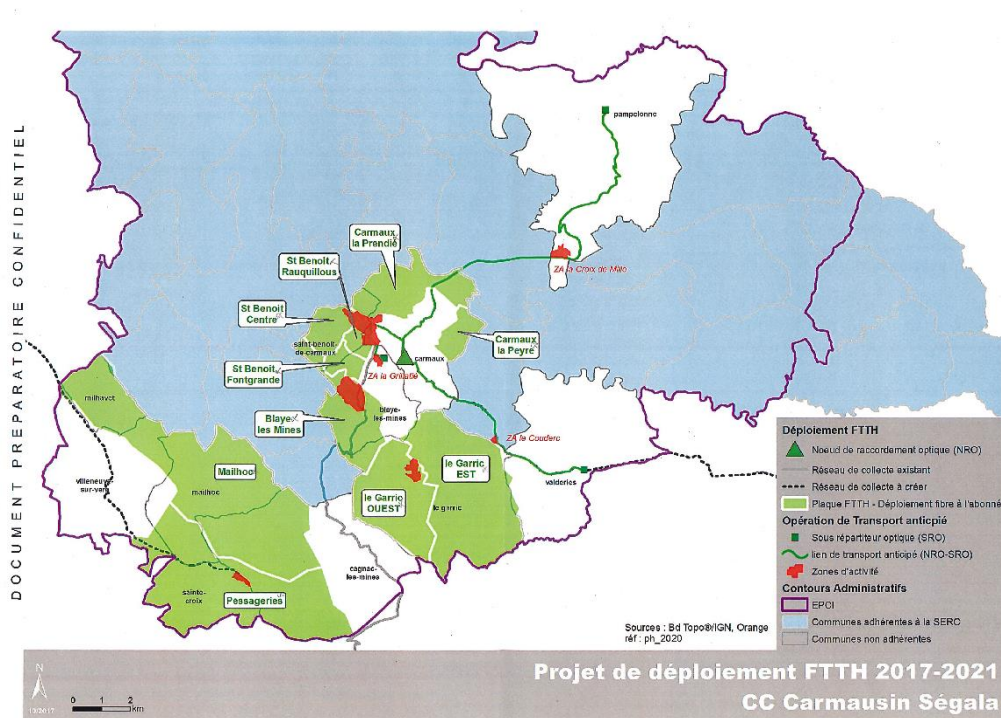 DOCUMENT PREPARATOIRE CONFIDENTIEL
pampelonne
ZA la Croix de Mille
Carmaux
la Prendié
St Benoit
Rauquillous
St Benoit
Centre
saint-benoit-
de-carmaux
Carmaux
la Peyré
carmaux
St Benoit
Fontgrande
ZA la Grillatié
Blaye
les Mines
blaye-
les-mines
milhavet
Mailhoc
villeneuve-
sur-vere
mailhoc
le Garric
EST
ZA le Couderc
valderies
le Garric
OUEST
le garric
cagnac-
les-mines
sainte-
croix
Pessageries
Déploiement FTTH
Noeud de raccordement optique (NRO)
Réseau de collecte existant
Réseau de collecte à créer
Plaque FTTH - Déploiement fibre à l'abonné
Opération de Transport anticpié
Sous répartiteur optique (SRO)
lien de transport anticipé (NRO-SRO)
Zones d'activité
Contours Administratifs
EPCI
Communes adhérentes à la SERC
Communes non adhérentes
Sources : Bd Topo®IGN, Orange
réf : ph_2020
N
0 1 2
km
Projet de déploiement FTTH 2017-2021
CC Carmausin Ségala